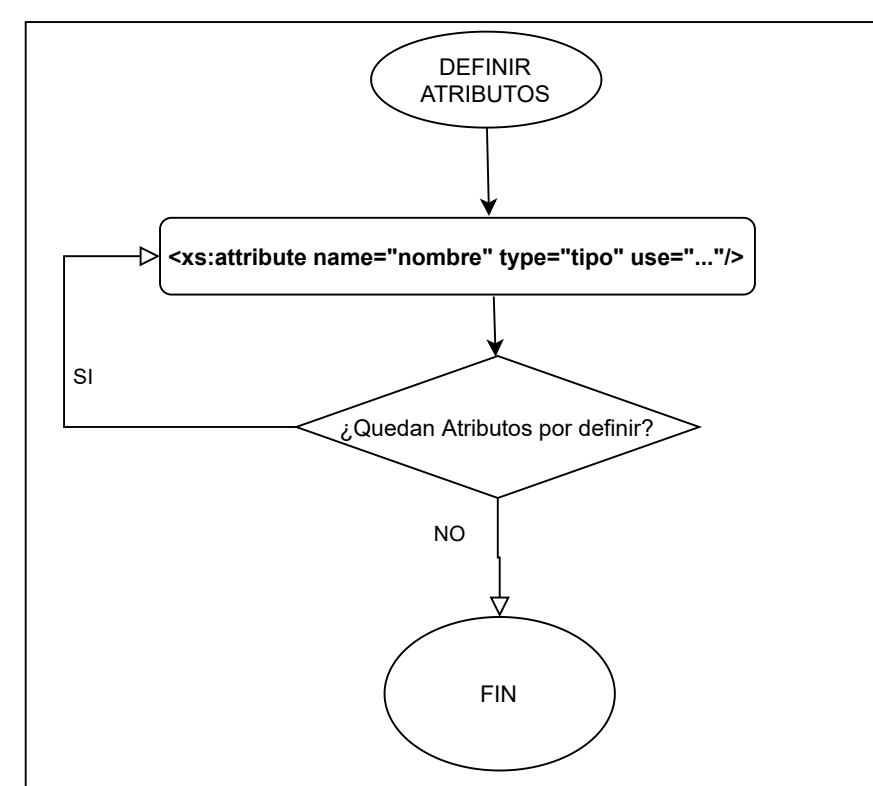 DEFINIR
ATRIBUTOS
<xs:attribute name="nombre" type="tipo" use="..."/>
SI
¿Quedan Atributos por definir?
NO
FIN